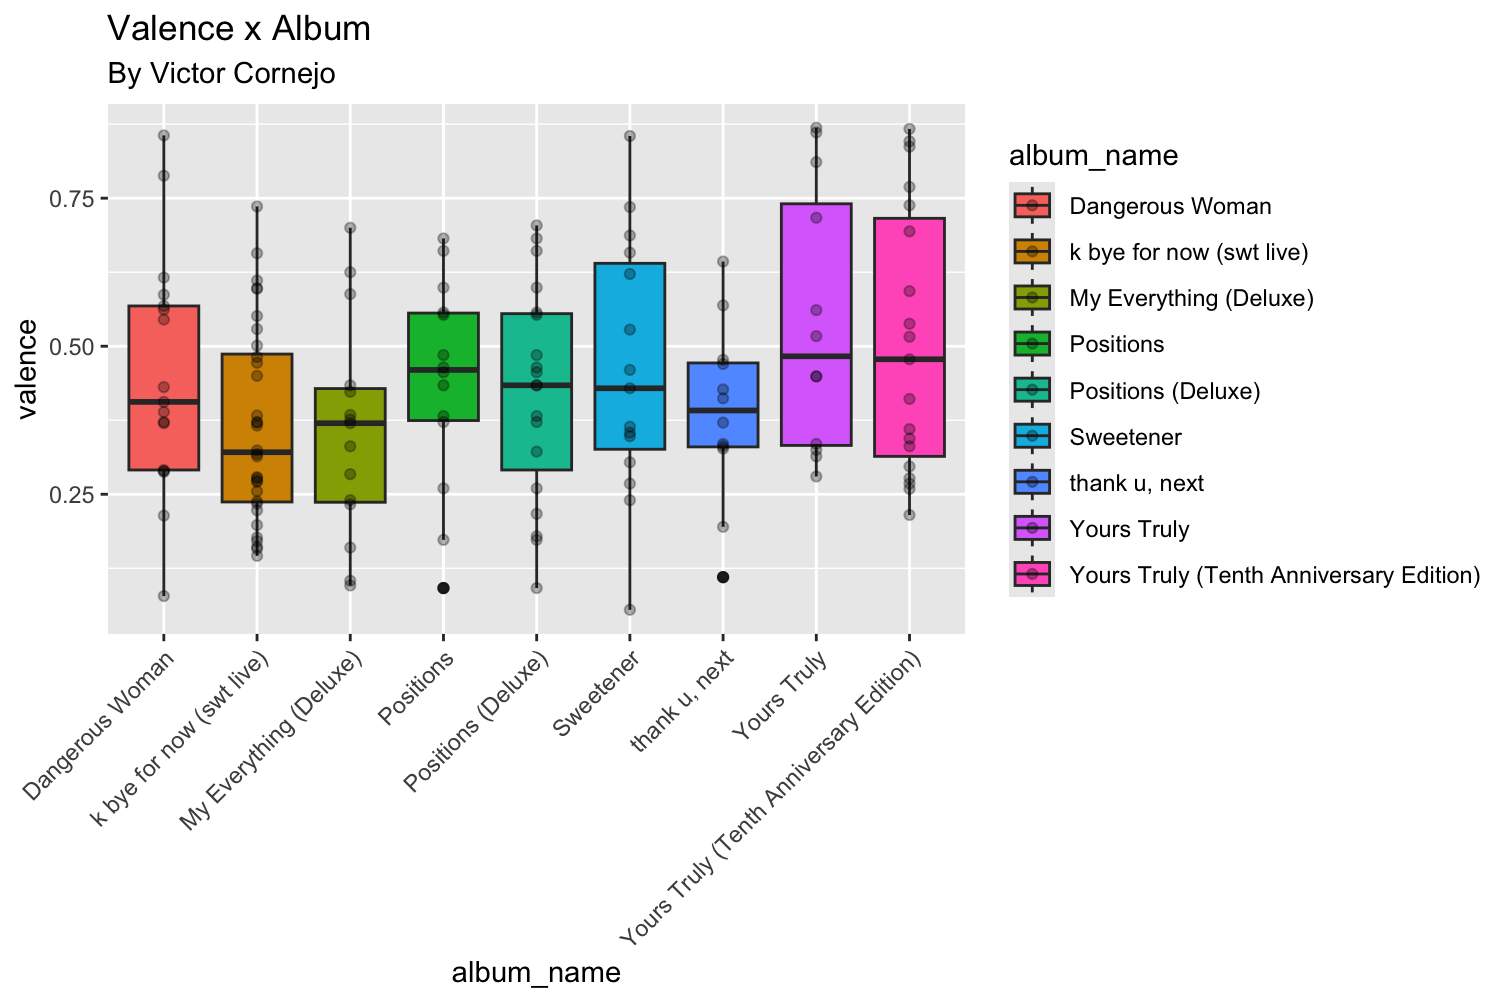 Valence x Album
By Victor Cornejo
valence
0.75
0.50
0.25
Dangerous Woman
k bye for now (swt live)
My Everything (Deluxe)
Positions
Positions (Deluxe)
Sweetener
thank u, next
Yours Truly
Yours Truly (Tenth Anniversary Edition)
album_name
album_name
Dangerous Woman
k bye for now (swt live)
My Everything (Deluxe)
Positions
Positions (Deluxe)
Sweetener
thank u, next
Yours Truly
Yours Truly (Tenth Anniversary Edition)